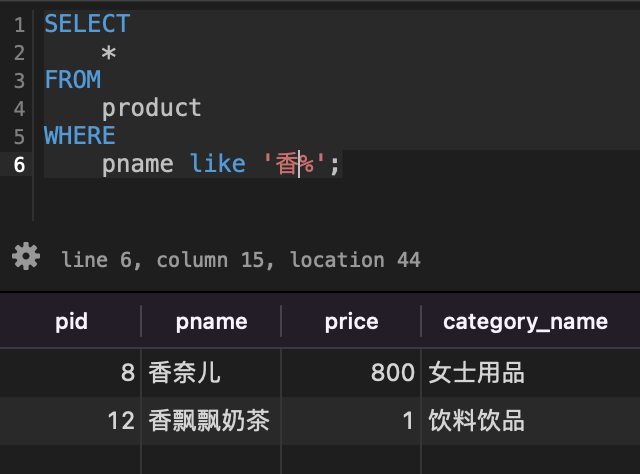 1 SELECT
2 *
3 FROM
4 product
5 WHERE
6 pname like '香%';
line 6, column 15, location 44
pid pname price category_name
8 香奈儿 800 女士用品
12 香飘飘奶茶 1 饮料饮品